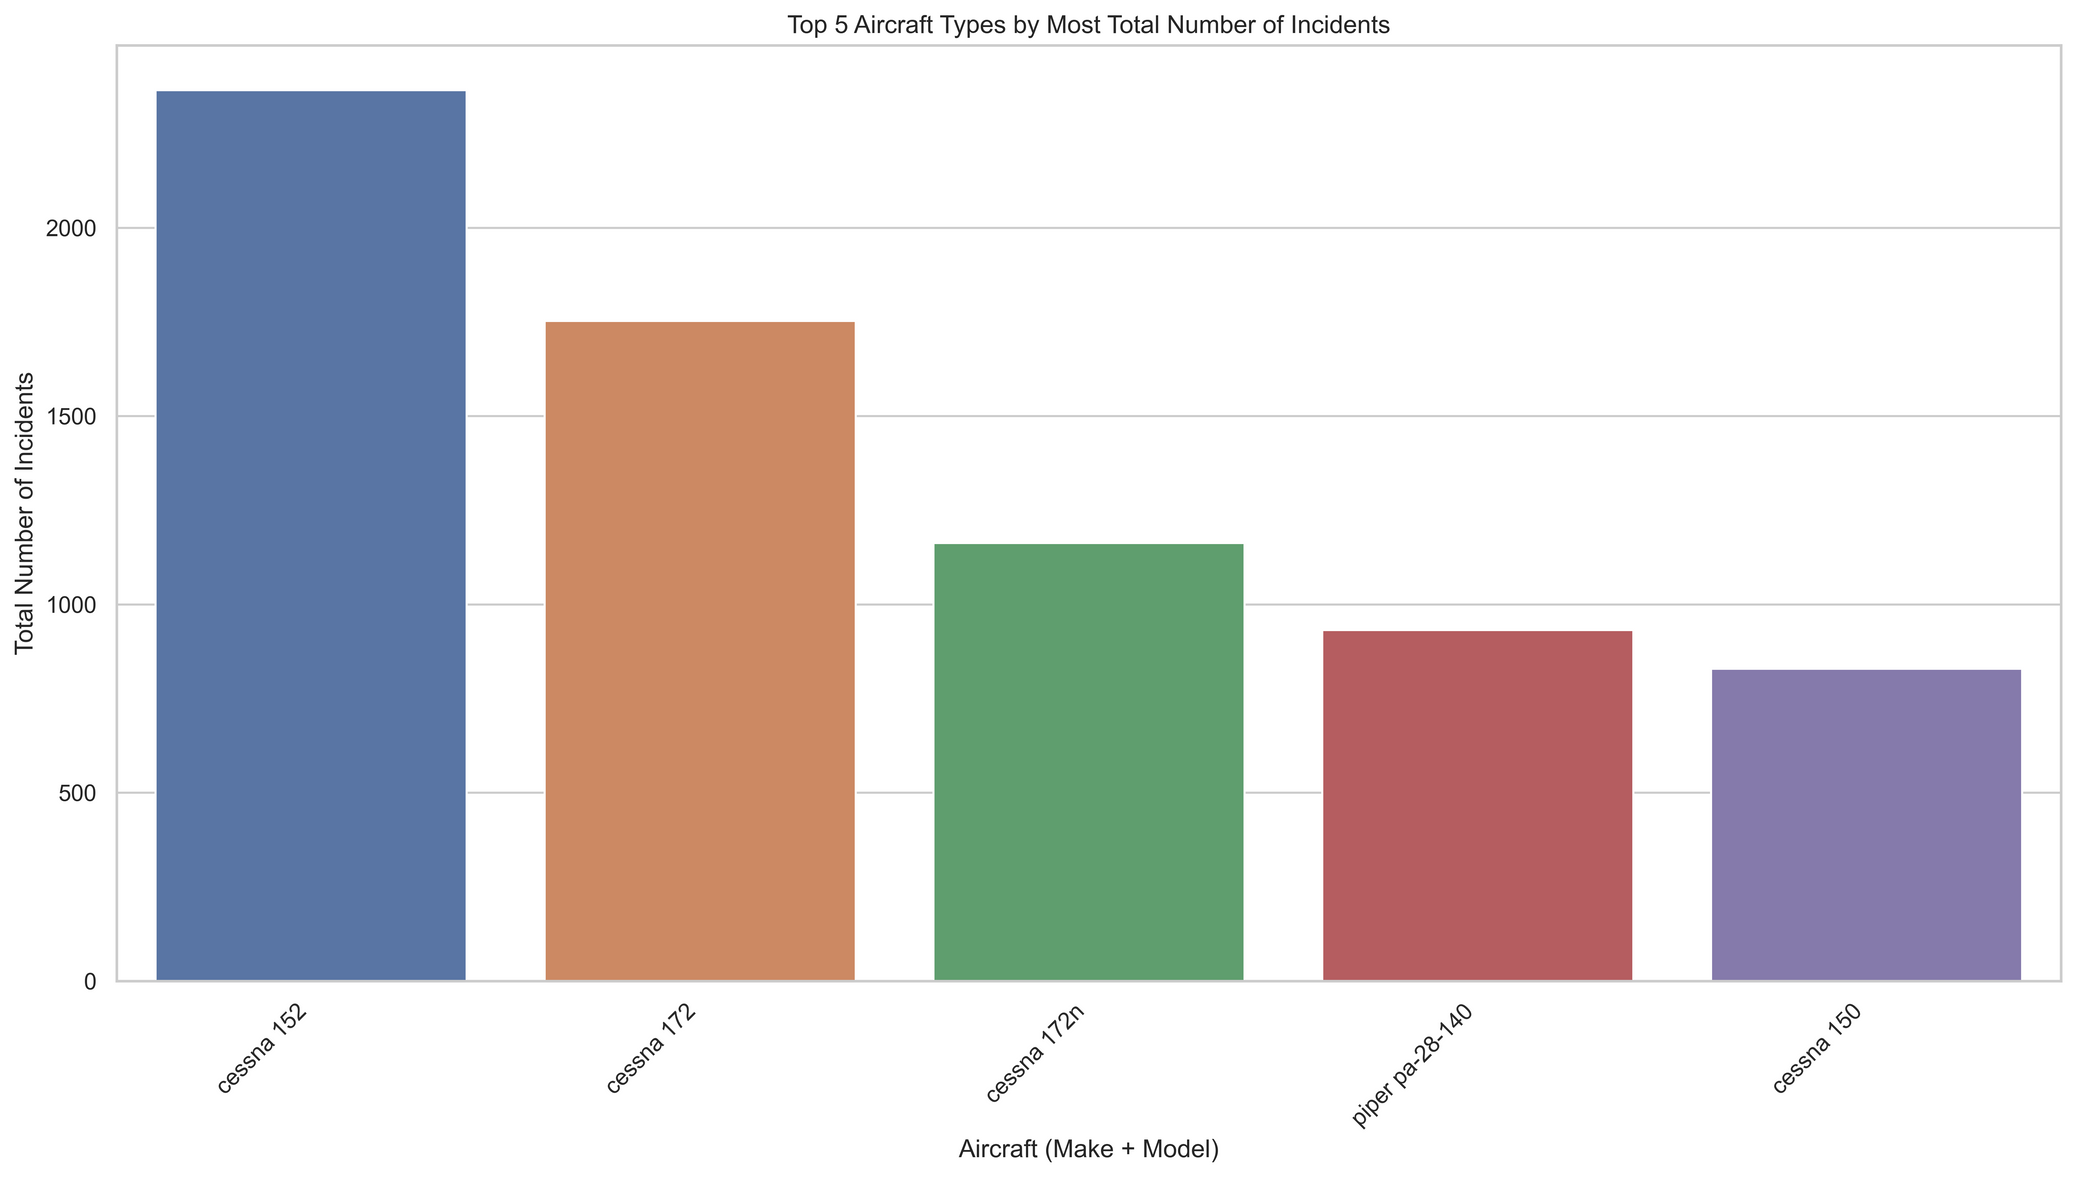 Top 5 Aircraft Types by Most Total Number of Incidents
Total Number of Incidents
2000
1500
1000
500
0
cessna 152
cessna 172
cessna 172n
piper pa-28-140
cessna 150
Aircraft (Make + Model)